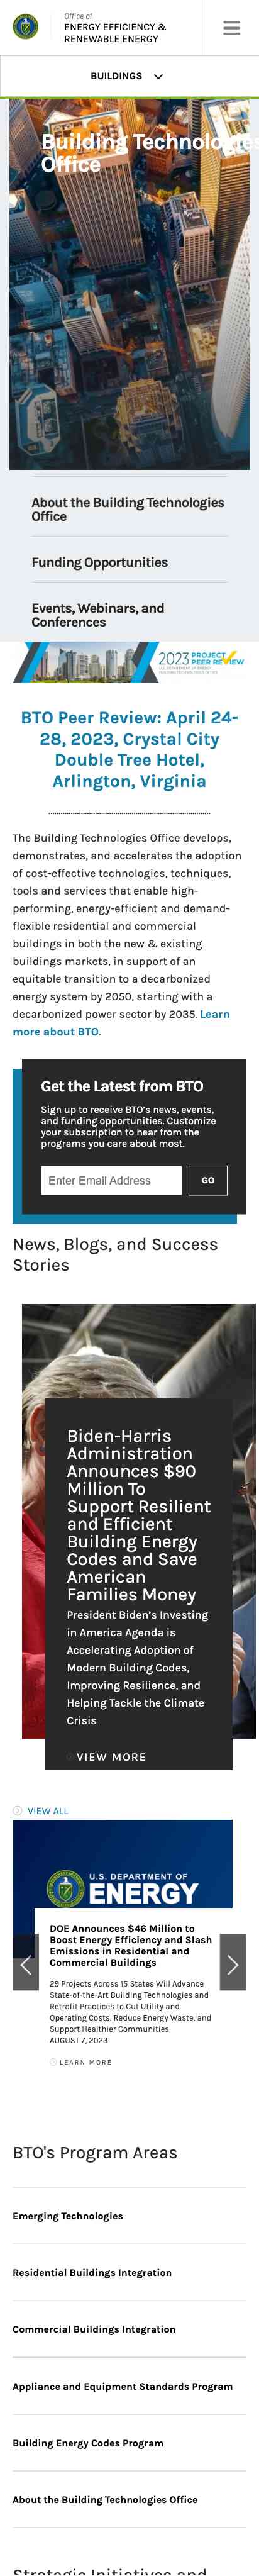 Office of
ENERGY EFFICIENCY &
RENEWABLE ENERGY
BUILDINGS
Building Technologies
Office
About the Building Technologies
Office
Funding Opportunities
Events, Webinars, and
Conferences
2023 PROJECT
PEER REVIEW
U.S. DEPARTMENT OF ENERGY
BUILDING TECHNOLOGIES OFFICE
BTO Peer Review: April 24-
28, 2023, Crystal City
Double Tree Hotel,
Arlington, Virginia
The Building Technologies Office develops,
demonstrates, and accelerates the adoption
of cost-effective technologies, techniques,
tools and services that enable high-
performing, energy-efficient and demand-
flexible residential and commercial
buildings in both the new & existing
buildings markets, in support of an
equitable transition to a decarbonized
energy system by 2050, starting with a
decarbonized power sector by 2035. Learn
more about BTO.
Get the Latest from BTO
Sign up to receive BTO's news, events,
and funding opportunities. Customize
your subscription to hear from the
programs you care about most.
Enter Email Address
GO
News, Blogs, and Success
Stories
Biden-Harris
Administration
Announces $90
Million To
Support Resilient
and Efficient
Building Energy
Codes and Save
American
Families Money
President Biden's Investing
in America Agenda is
Accelerating Adoption of
Modern Building Codes,
Improving Resilience, and
Helping Tackle the Climate
Crisis
VIEW MORE
VIEW ALL
U.S. DEPARTMENT OF
ENERGY
DOE Announces $46 Million to
Boost Energy Efficiency and Slash
Emissions in Residential and
Commercial Buildings
29 Projects Across 15 States Will Advance
State-of-the-Art Building Technologies and
Retrofit Practices to Cut Utility and
Operating Costs, Reduce Energy Waste, and
Support Healthier Communities
AUGUST 7, 2023
LEARN MORE
BTO's Program Areas
Emerging Technologies
Residential Buildings Integration
Commercial Buildings Integration
Appliance and Equipment Standards Program
Building Energy Codes Program
About the Building Technologies Office
Strategic Initiatives and